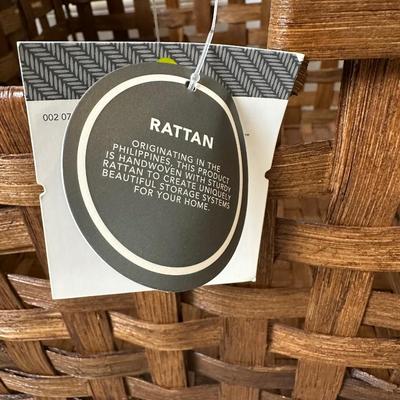 002 07
RATTAN
ORIGINATING IN THE
PHILIPPINES, THIS PRODUCT
IS HANDWOVEN WITH STURDY
RATTAN TO CREATE UNIQUELY
BEAUTIFUL STORAGE SYSTEMS
FOR YOUR HOME.